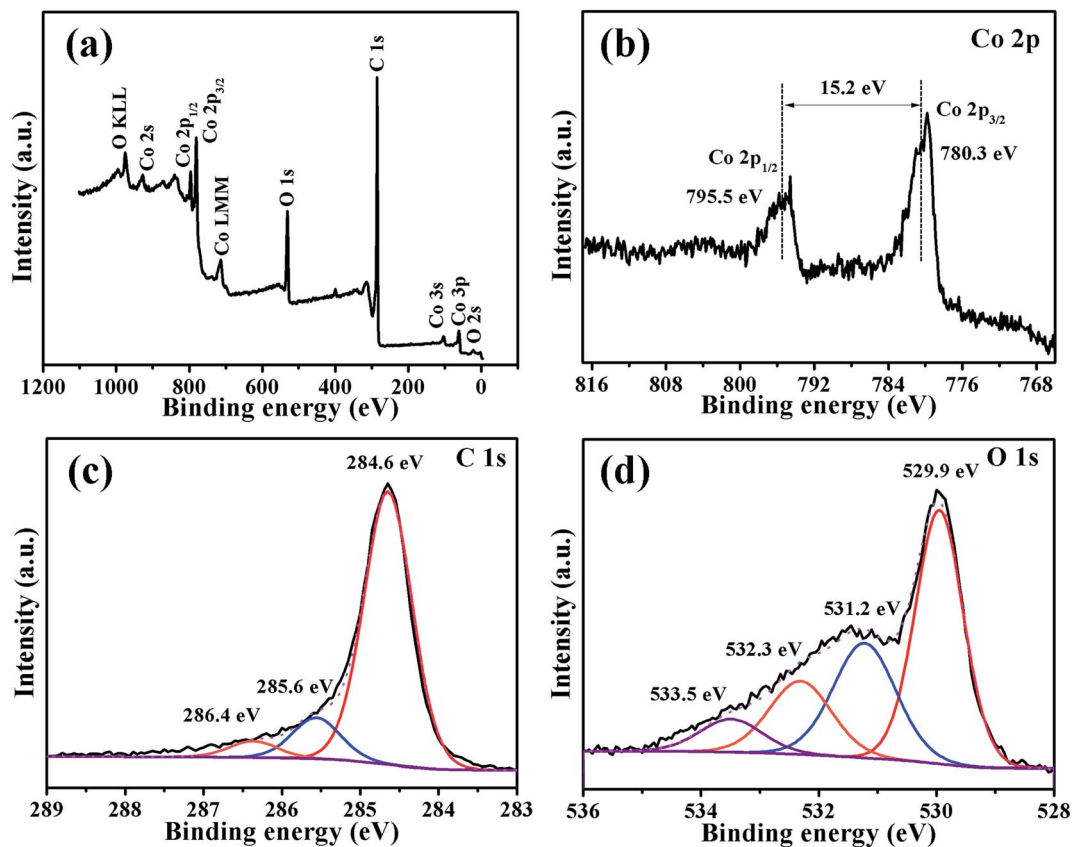 (a)
O KLL
Co 2s
Co 2p1/2
Co 2p3/2
Co LMM
O 1s
C 1s
Co 3s
Co 3p
O 2s
Intensity (a.u.)
1200 1000 800 600 400 200 0
Binding energy (eV)
(b)
Co 2p
15.2 eV
Co 2p3/2
780.3 eV
Co 2p1/2
795.5 eV
Intensity (a.u.)
816 808 800 792 784 776 768
Binding energy (eV)
(c)
C 1s
284.6 eV
285.6 eV
286.4 eV
Intensity (a.u.)
289 288 287 286 285 284 283
Binding energy (eV)
(d)
O 1s
529.9 eV
531.2 eV
532.3 eV
533.5 eV
Intensity (a.u.)
536 534 532 530 528
Binding energy (eV)